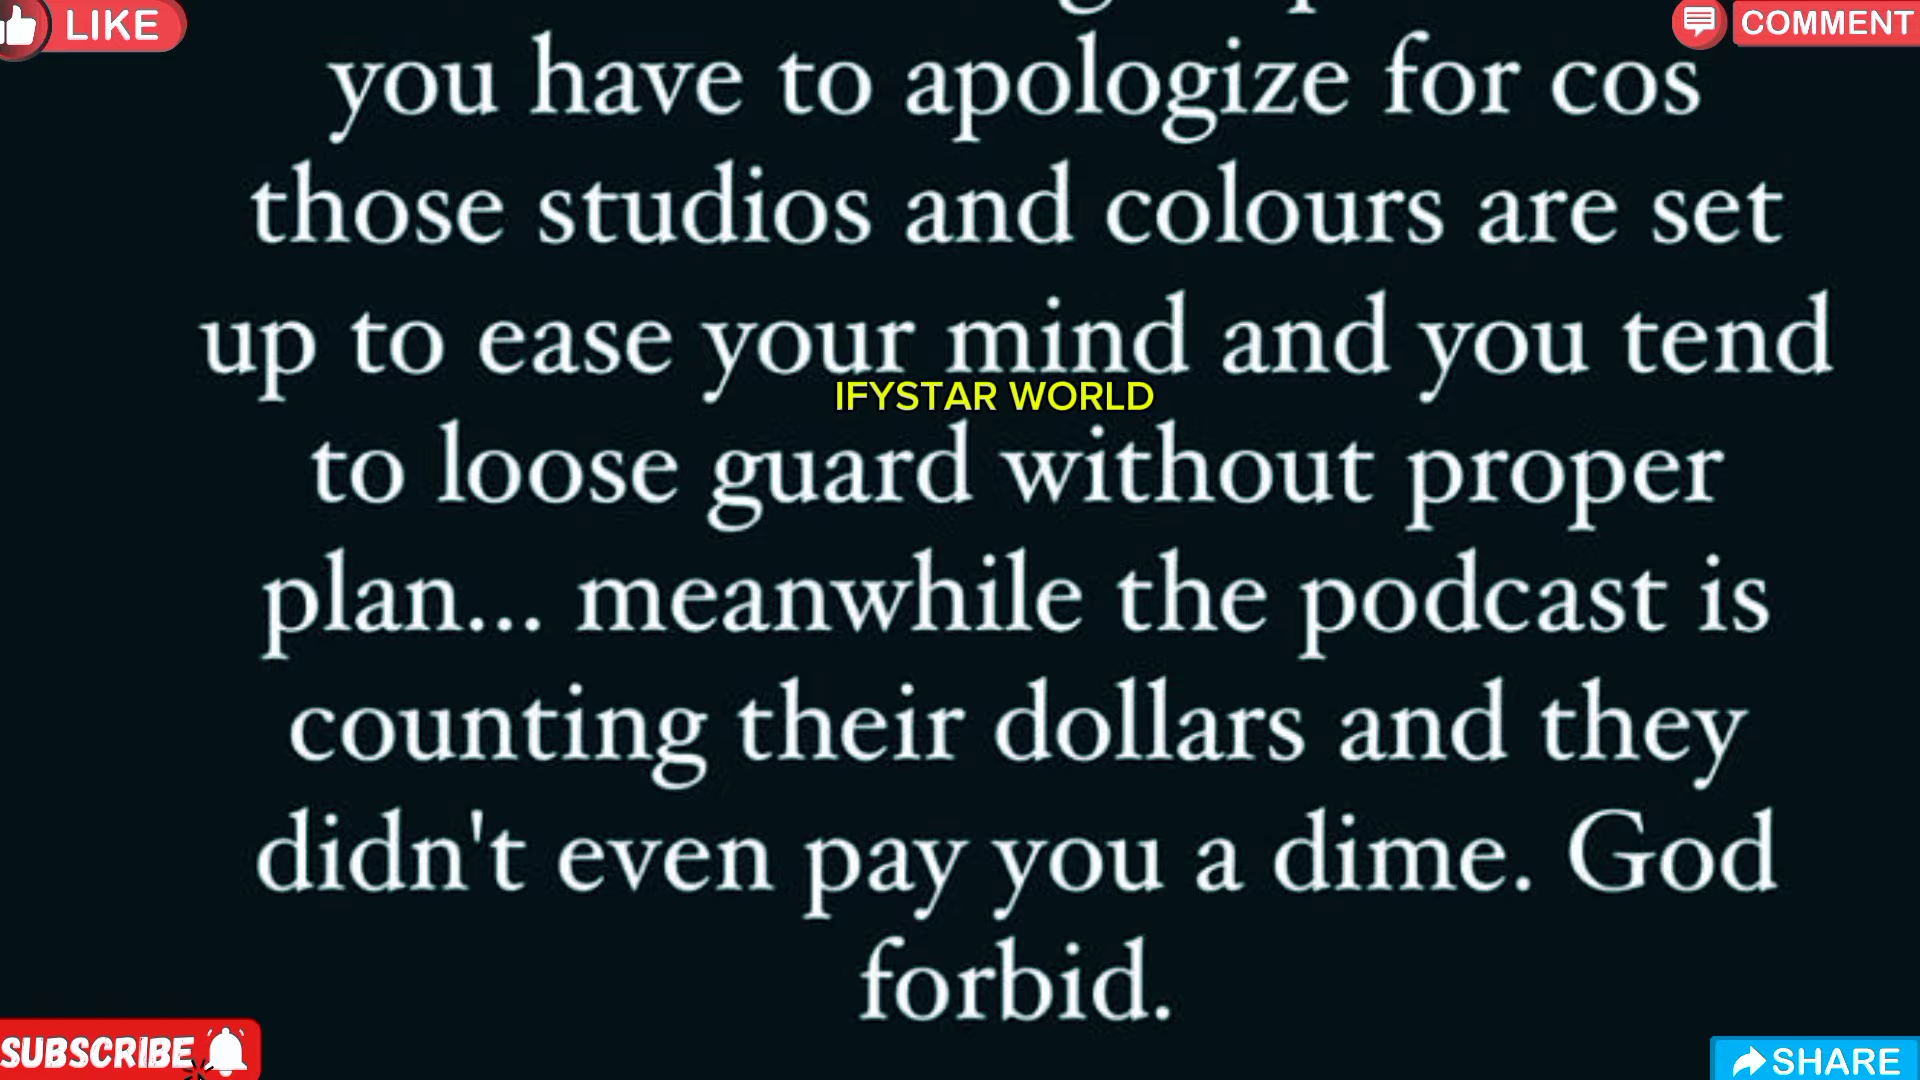 LIKE
COMMENT
you have to apologize for cos
those studios and colours are set
up to ease your mind and you tend
IFYSTAR WORLD
to loose guard without proper
plan... meanwhile the podcast is
counting their dollars and they
didn't even pay you a dime. God
forbid.
SUBSCRIBE
SHARE